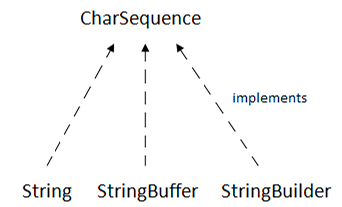 CharSequence
implements
String StringBuffer StringBuilder